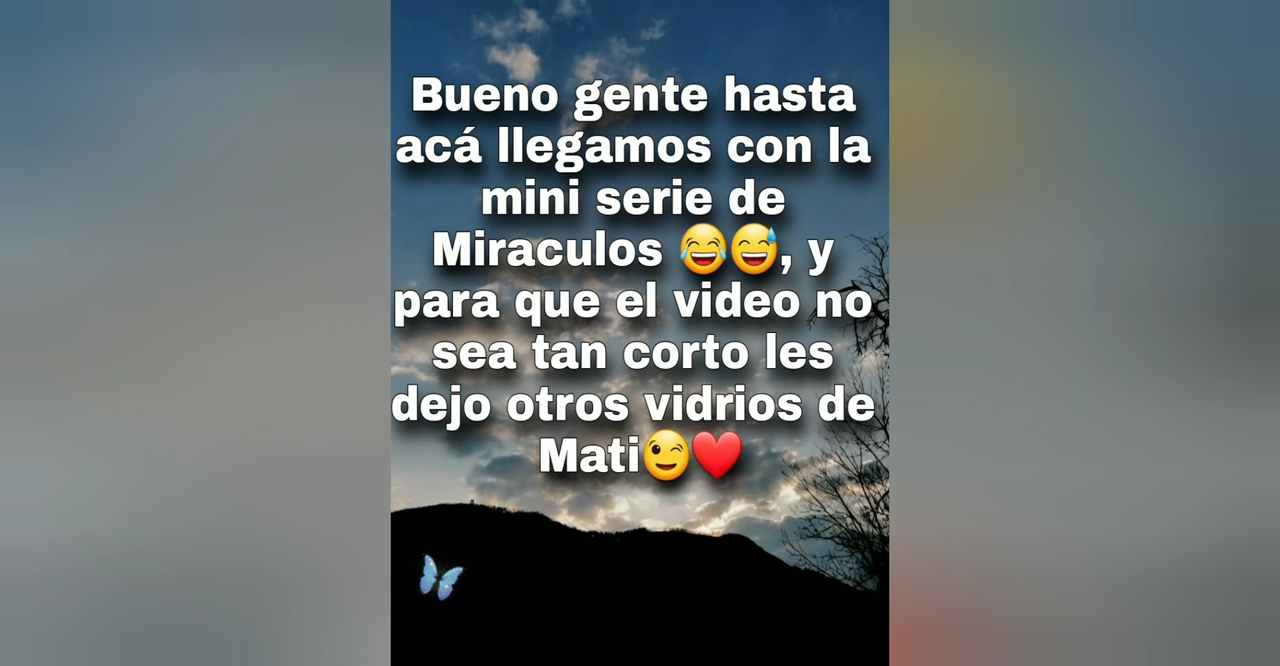 Bueno gente hasta
acá llegamos con la
mini serie de
Miraculos 😂😅, y
para que el video no
sea tan corto les
dejo otros vidrios de
Mati😉❤️